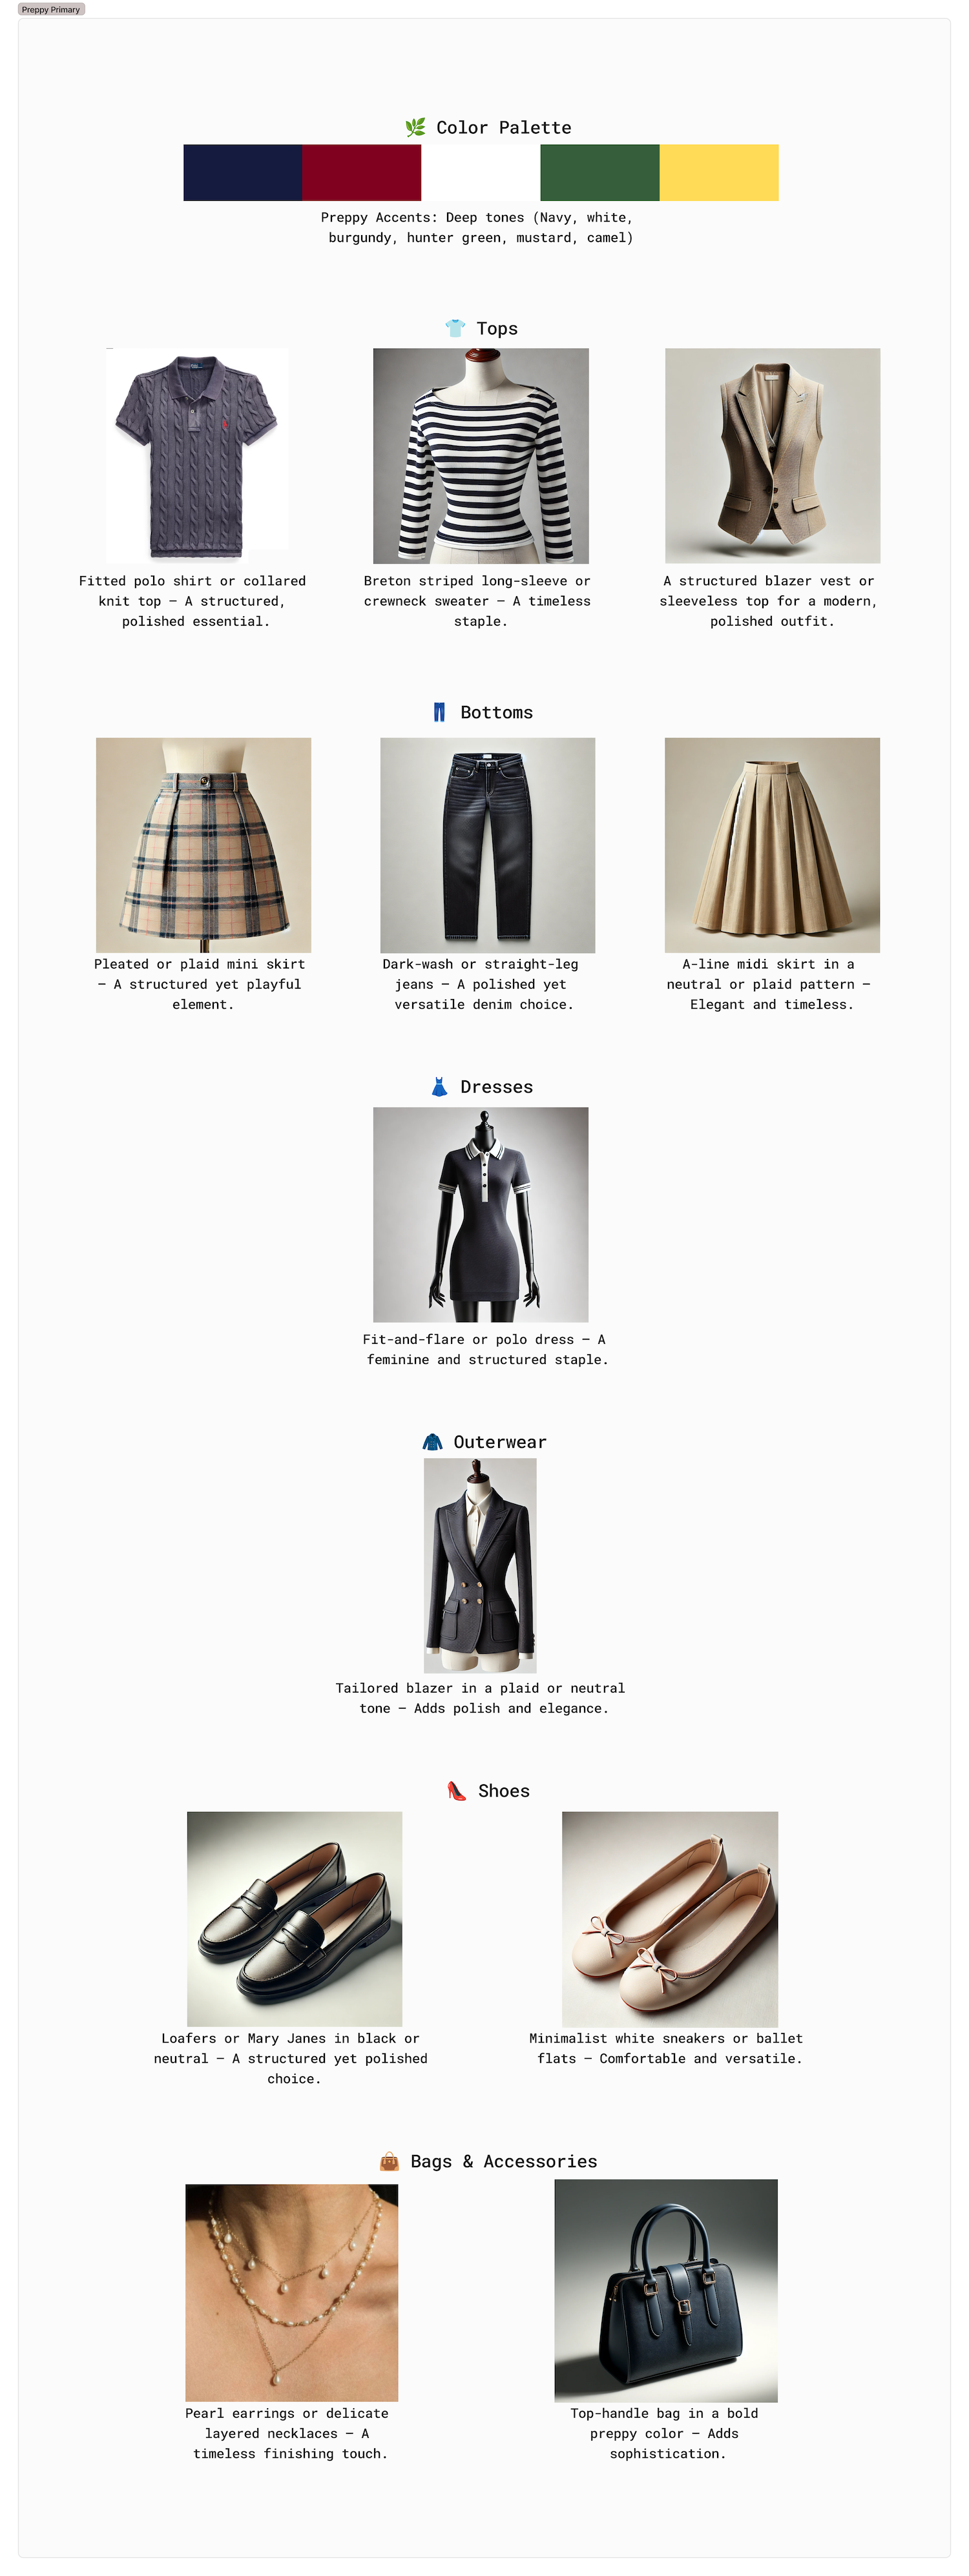 Preppy Primary
🌿 Color Palette
Preppy Accents: Deep tones (Navy, white,
burgundy, hunter green, mustard, camel)
👕 Tops
Fitted polo shirt or collared
knit top – A structured,
polished essential.
Breton striped long-sleeve or
crewneck sweater – A timeless
staple.
A structured blazer vest or
sleeveless top for a modern,
polished outfit.
👖 Bottoms
Pleated or plaid mini skirt
– A structured yet playful
element.
Dark-wash or straight-leg
jeans – A polished yet
versatile denim choice.
A-line midi skirt in a
neutral or plaid pattern –
Elegant and timeless.
👗 Dresses
Fit-and-flare or polo dress – A
feminine and structured staple.
🧥 Outerwear
Tailored blazer in a plaid or neutral
tone – Adds polish and elegance.
👠 Shoes
Loafers or Mary Janes in black or
neutral – A structured yet polished
choice.
Minimalist white sneakers or ballet
flats – Comfortable and versatile.
👜 Bags & Accessories
Pearl earrings or delicate
layered necklaces – A
timeless finishing touch.
Top-handle bag in a bold
preppy color – Adds
sophistication.